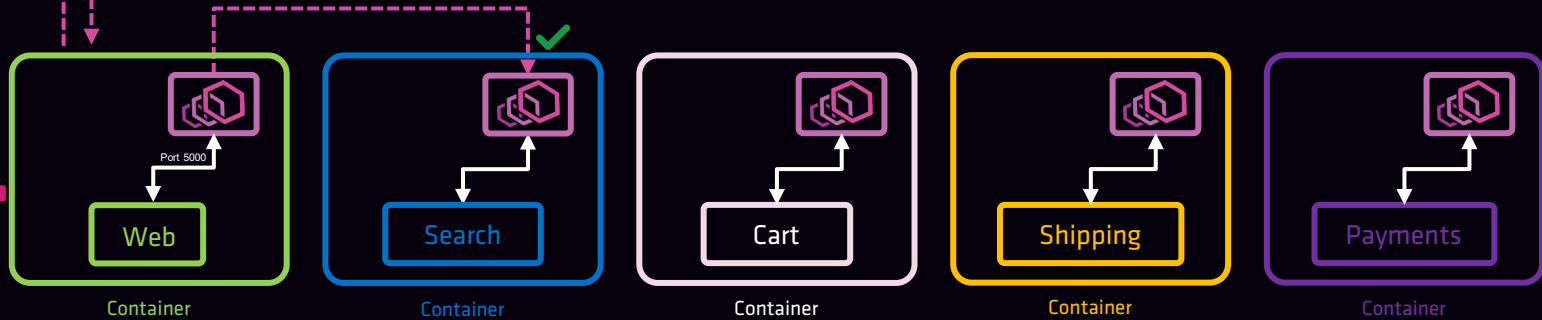 Port 5000
Web
Search
Cart
Shipping
Payments
Container
Container
Container
Container
Container